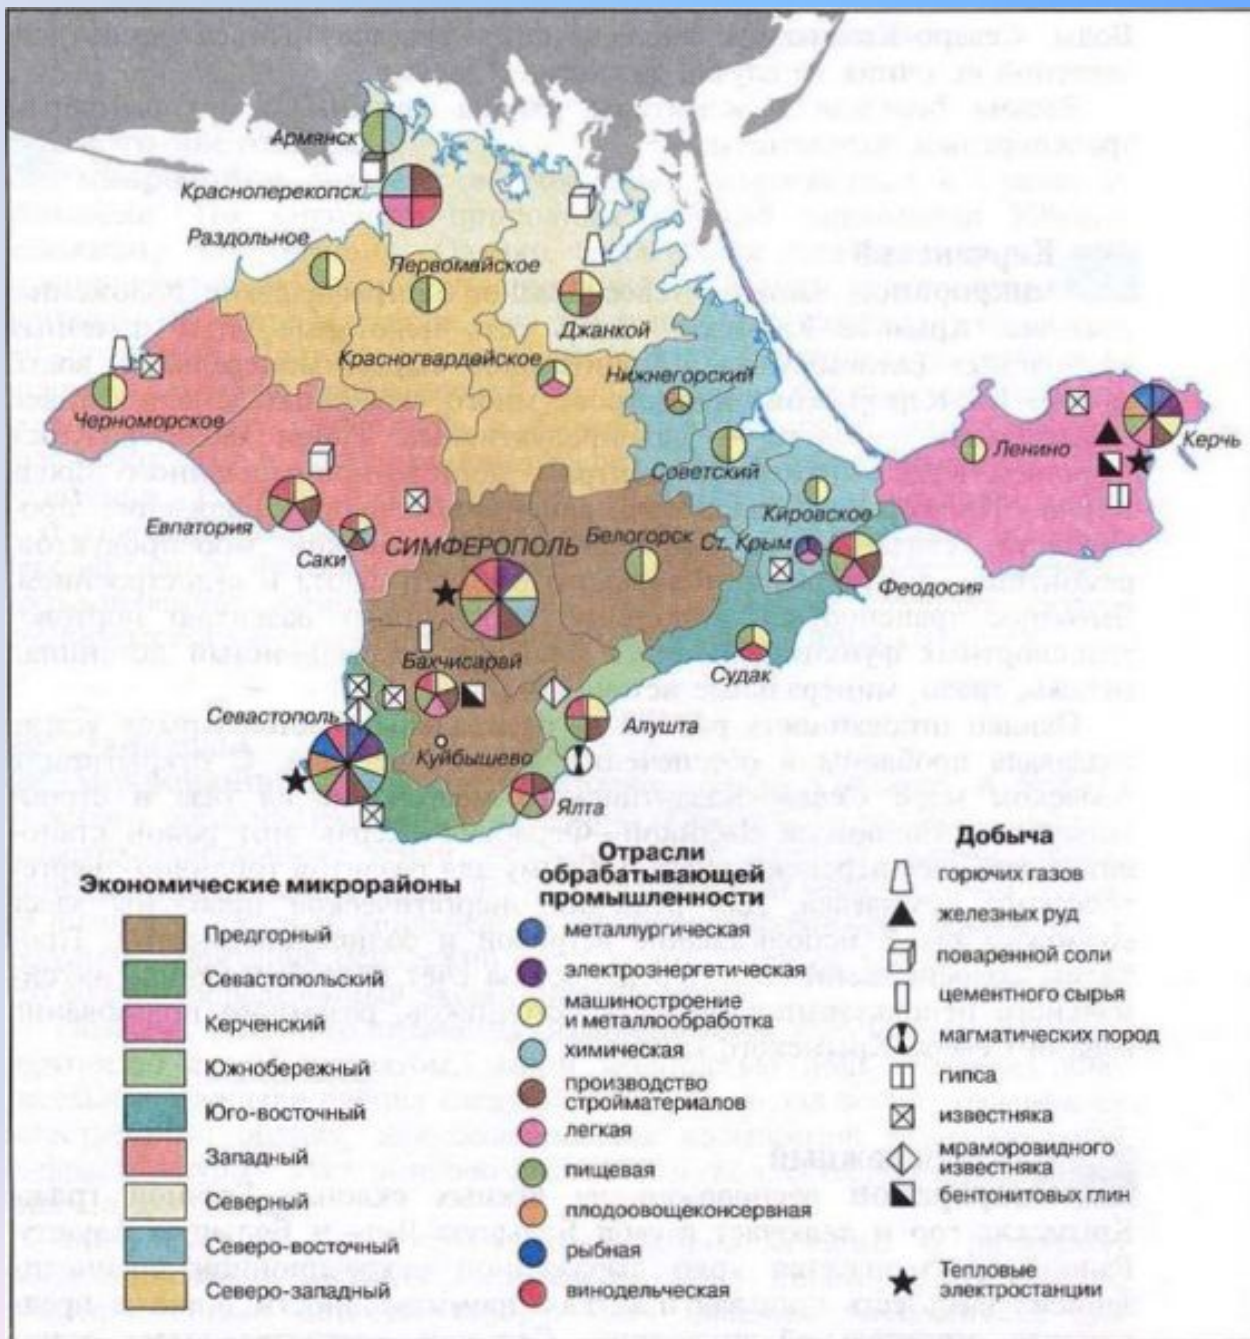 Армянск
Красноперекопск
Раздольное
Первомайское
Джанкой
Красногвардейское
Нижнегорский
Черноморское
Советский
Ленино
Керчь
Евпатория
Саки
СИМФЕРОПОЛЬ
Белогорск
Ст. Крым
Кировское
Феодосия
Судак
Бахчисарай
Севастополь
Куйбышево
Алушта
Ялта
Экономические микрорайоны
Предгорный
Севастопольский
Керченский
Южнобережный
Юго-восточный
Западный
Северный
Северо-восточный
Северо-западный
Отрасли
обрабатывающей
промышленности
металлургическая
электроэнергетическая
машиностроение
и металлообработка
химическая
производство
стройматериалов
легкая
пищевая
плодоовощеконсервная
рыбная
винодельческая
Добыча
горючих газов
железных руд
поваренной соли
цементного сырья
магматических пород
гипса
известняка
мраморовидного
известняка
бентонитовых глин
Тепловые
электростанции